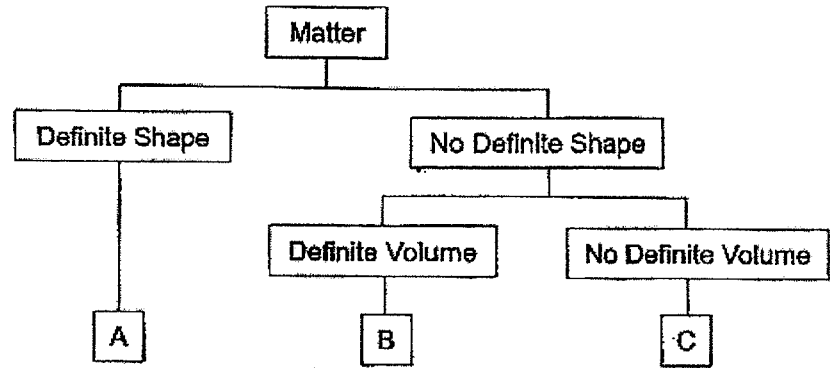 Matter
Definite Shape
No Definite Shape
Definite Volume
No Definite Volume
A
B
C